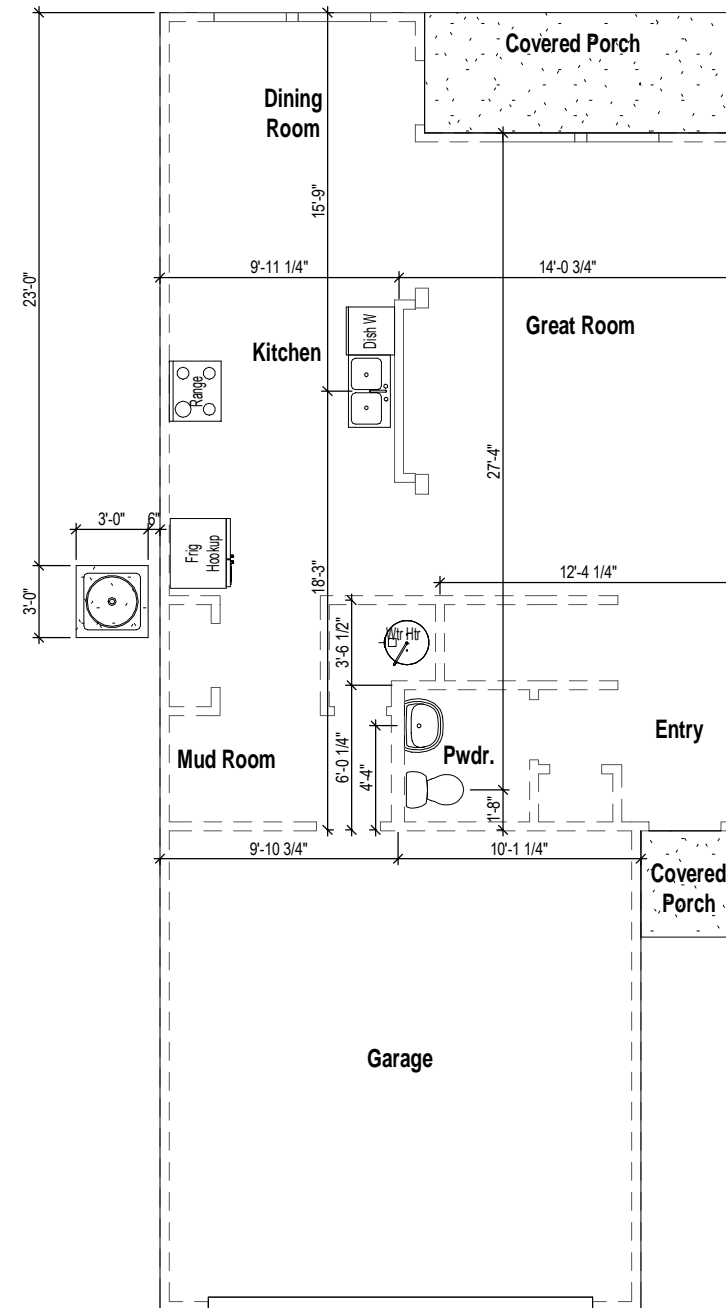 Covered Porch
Dining
Room
15'-9"
9'-11 1/4"
14'-0 3/4"
23'-0"
Dish W
Great Room
Kitchen
Range
27'-4"
3'-0"
6"
Frig
Hookup
18'-3"
12'-4 1/4"
3'-0"
Wtr Htr
3'-6 1/2"
Entry
Mud Room
6'-0 1/4"
4'-4"
Pwdr.
1'-8"
9'-10 3/4"
10'-1 1/4"
Covered
Porch
Garage